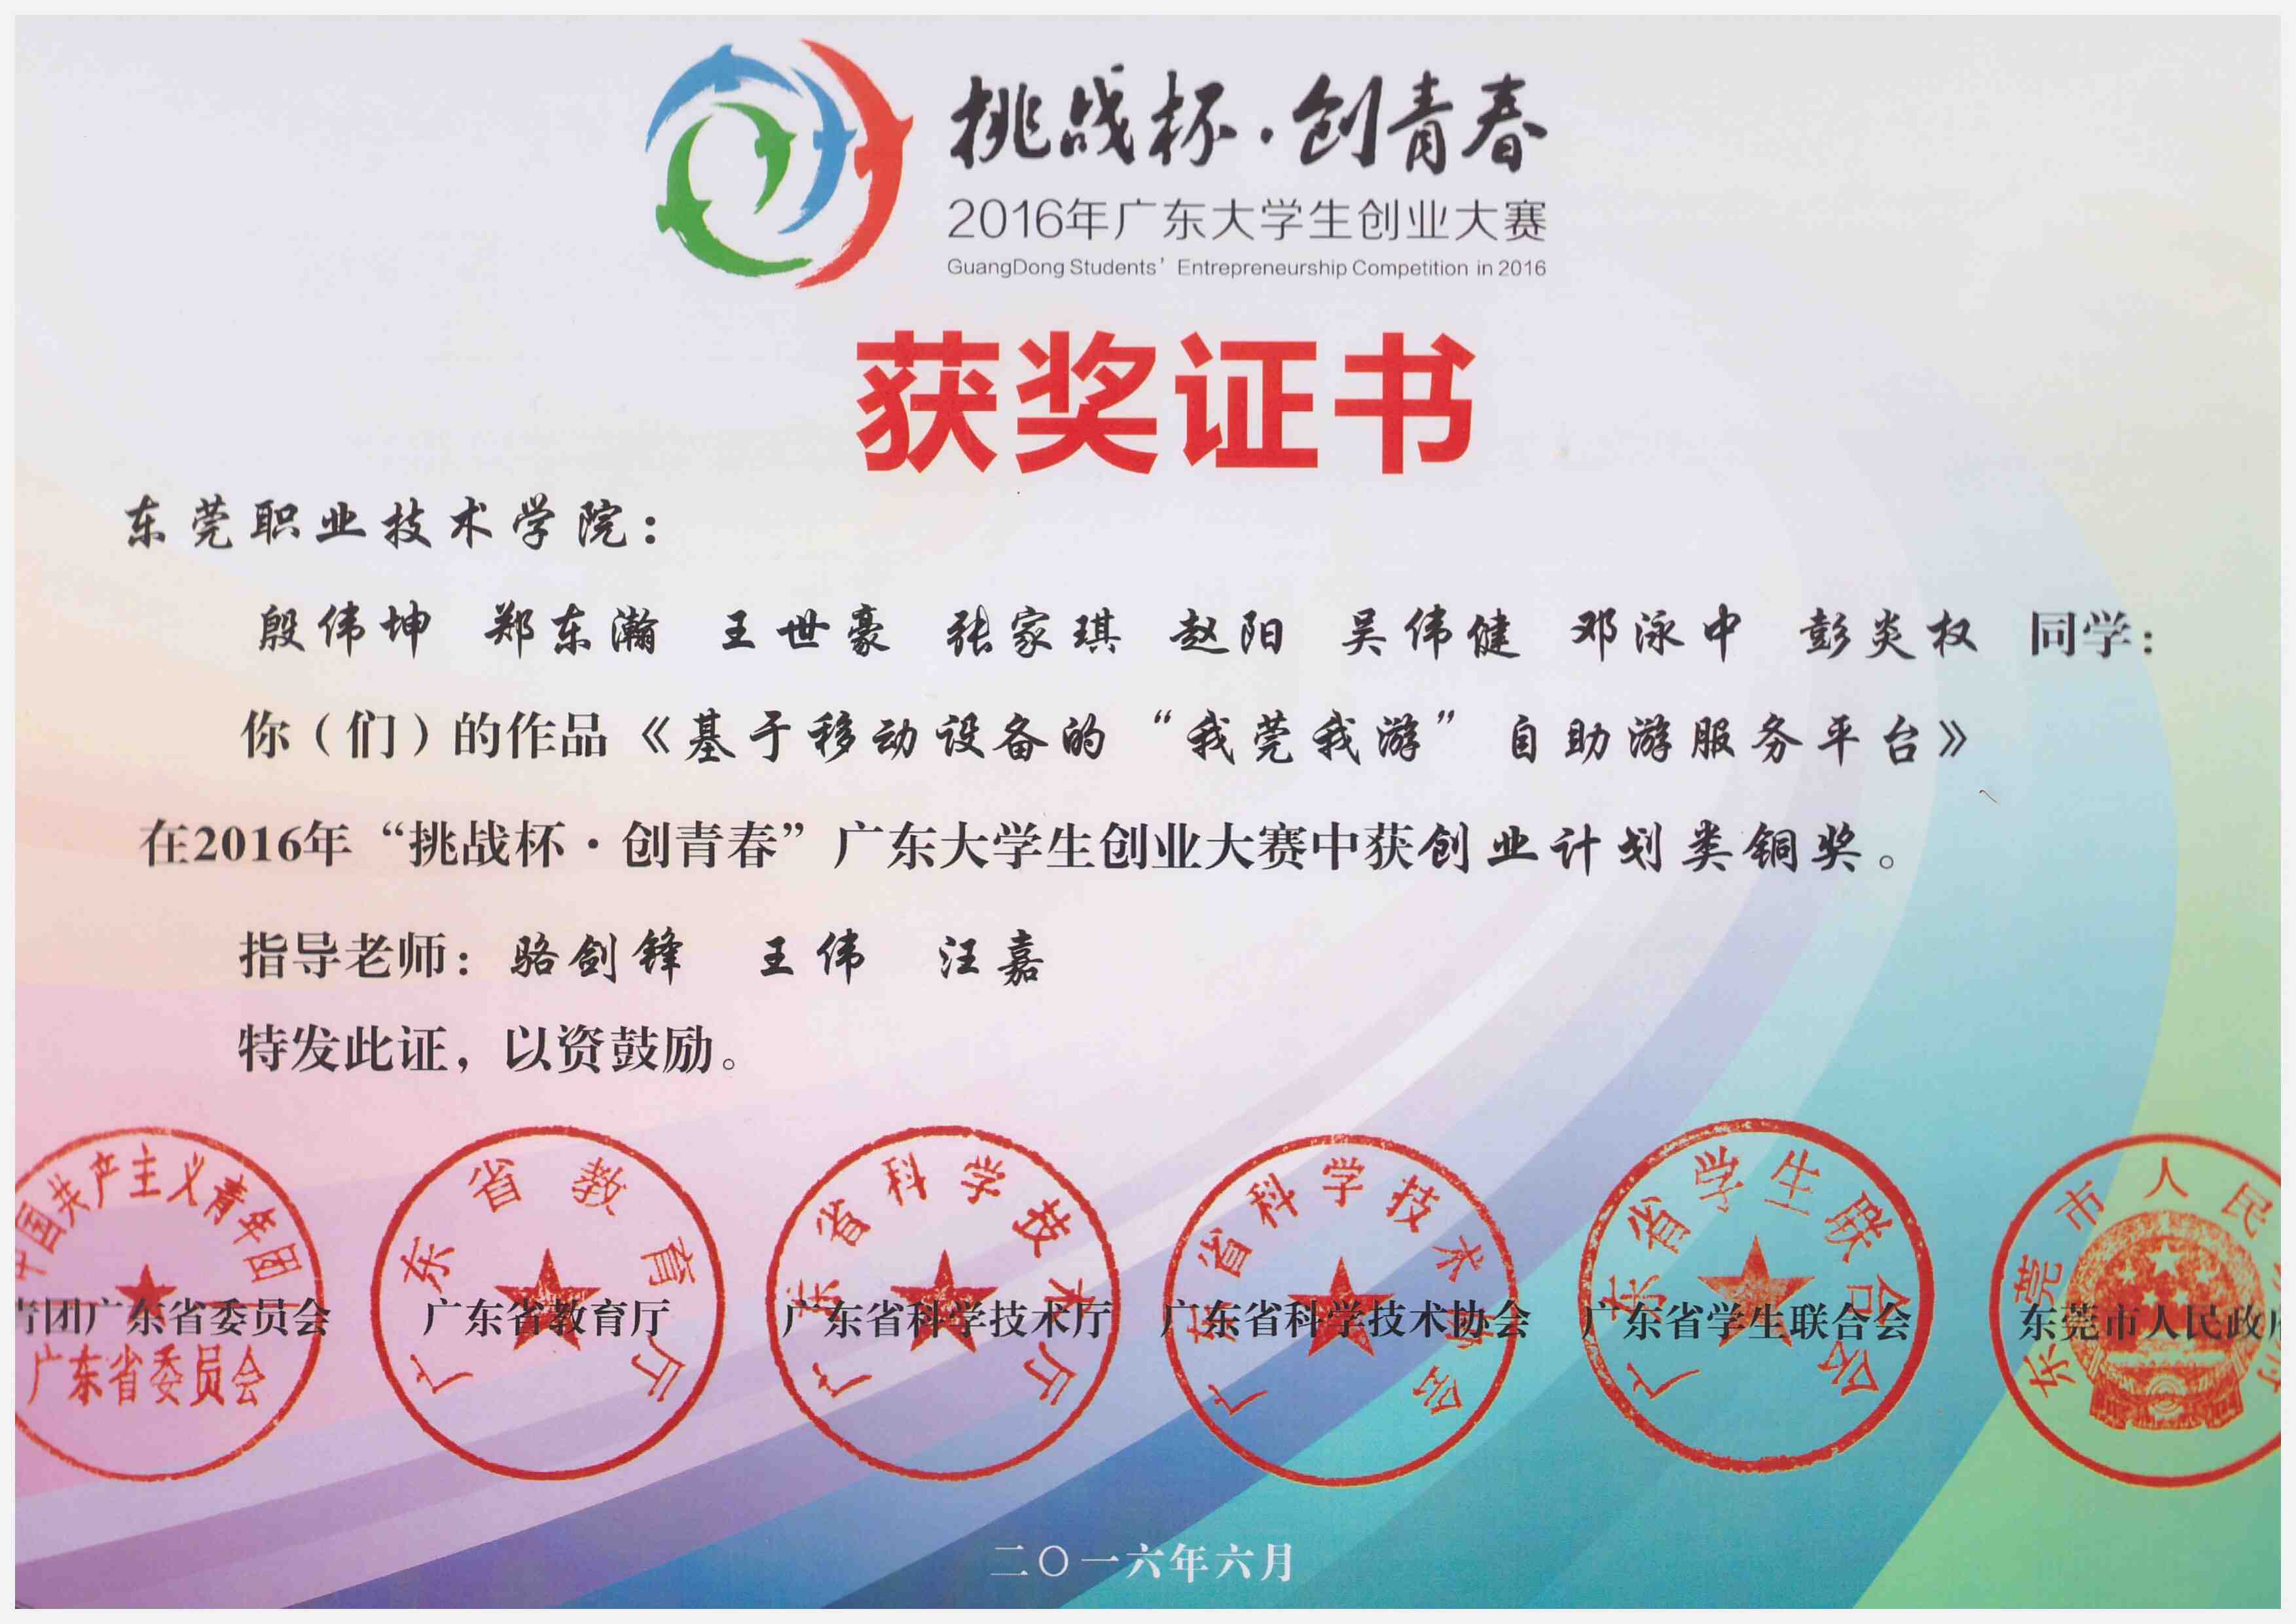 挑战杯·创青春
2016年广东大学生创业大赛
GuangDong Students' Entrepreneurship Competition in 2016
获奖证书
东莞职业技术学院：
殷伟坤 郑东瀚 王世豪 张家琪 赵阳 吴伟健 邓泳中 彭炎权 同学：
你（们）的作品《基于移动设备的“我莞我游”自助游服务平台》
在2016年“挑战杯·创青春”广东大学生创业大赛中获创业计划类铜奖。
指导老师：骆剑锋 王伟 汪嘉
特发此证，以资鼓励。
中国共产主义青年团
广东省委员会
广东省教育厅
广东省科学技术厅
广东省科学技术协会
广东省学生联合会
东莞市人民政府
青团广东省委员会 广东省教育厅 广东省科学技术厅 广东省科学技术协会 广东省学生联合会 东莞市人民政府
二〇一六年六月